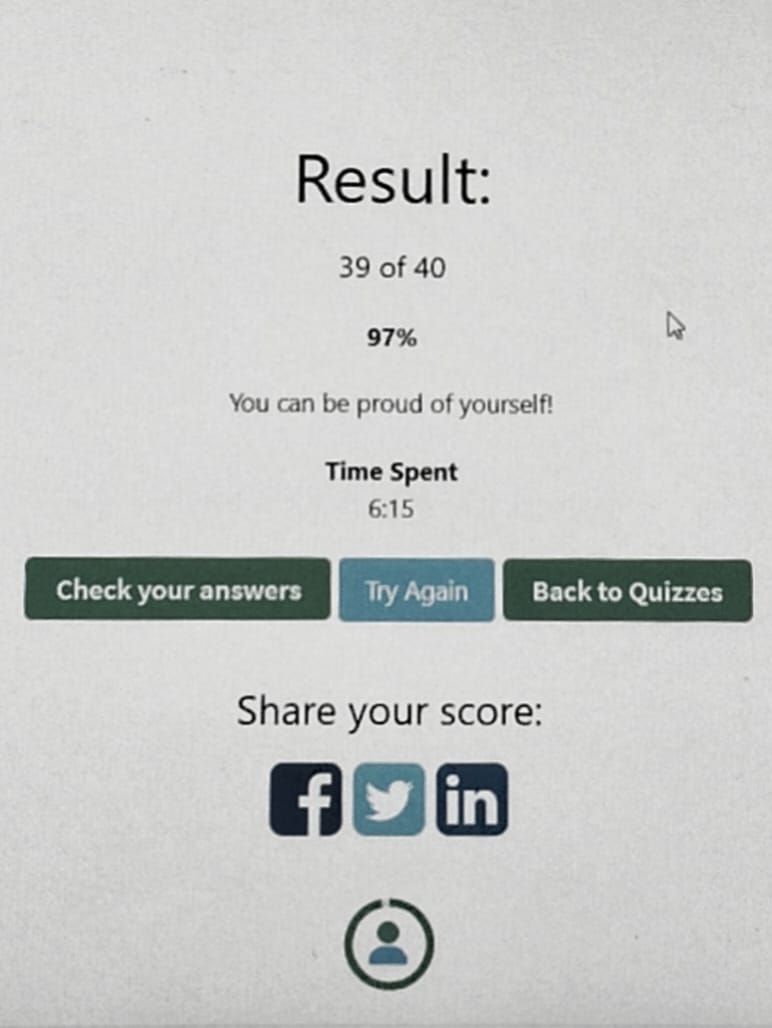 Result:
39 of 40
97%
You can be proud of yourself!
Time Spent
6:15
Check your answers
Try Again
Back to Quizzes
Share your score:
f
in